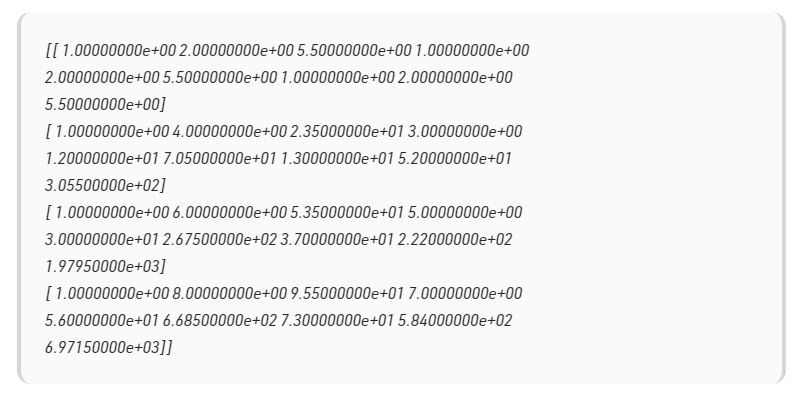 [[ 1.00000000e+00 2.00000000e+00 5.50000000e+00 1.00000000e+00
2.00000000e+00 5.50000000e+00 1.00000000e+00 2.00000000e+00
5.50000000e+00]
[ 1.00000000e+00 4.00000000e+00 2.35000000e+01 3.00000000e+00
1.20000000e+01 7.05000000e+01 1.30000000e+01 5.20000000e+01
3.05500000e+02]
[ 1.00000000e+00 6.00000000e+00 5.35000000e+01 5.00000000e+00
3.00000000e+01 2.67500000e+02 3.70000000e+01 2.22000000e+02
1.97950000e+03]
[ 1.00000000e+00 8.00000000e+00 9.55000000e+01 7.00000000e+00
5.60000000e+01 6.68500000e+02 7.30000000e+01 5.84000000e+02
6.97150000e+03]]